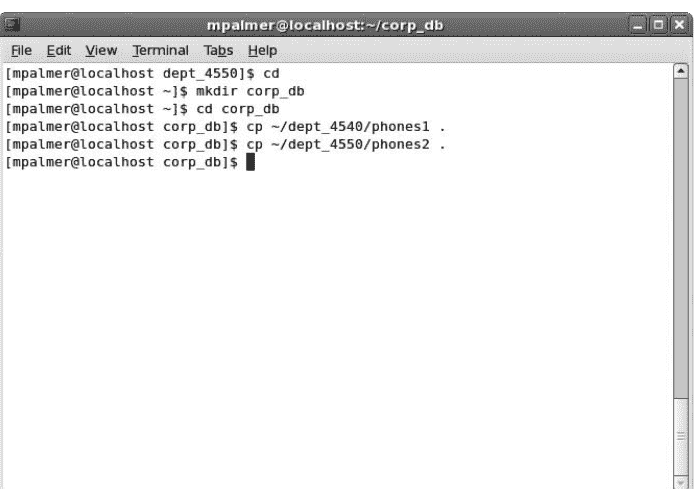 mpalmer@localhost:~/corp_db
File Edit View Terminal Tabs Help
[mpalmer@localhost dept_4550]$ cd
[mpalmer@localhost ~]$ mkdir corp_db
[mpalmer@localhost ~]$ cd corp_db
[mpalmer@localhost corp_db]$ cp ~/dept_4540/phones1 .
[mpalmer@localhost corp_db]$ cp ~/dept_4550/phones2 .
[mpalmer@localhost corp_db]$